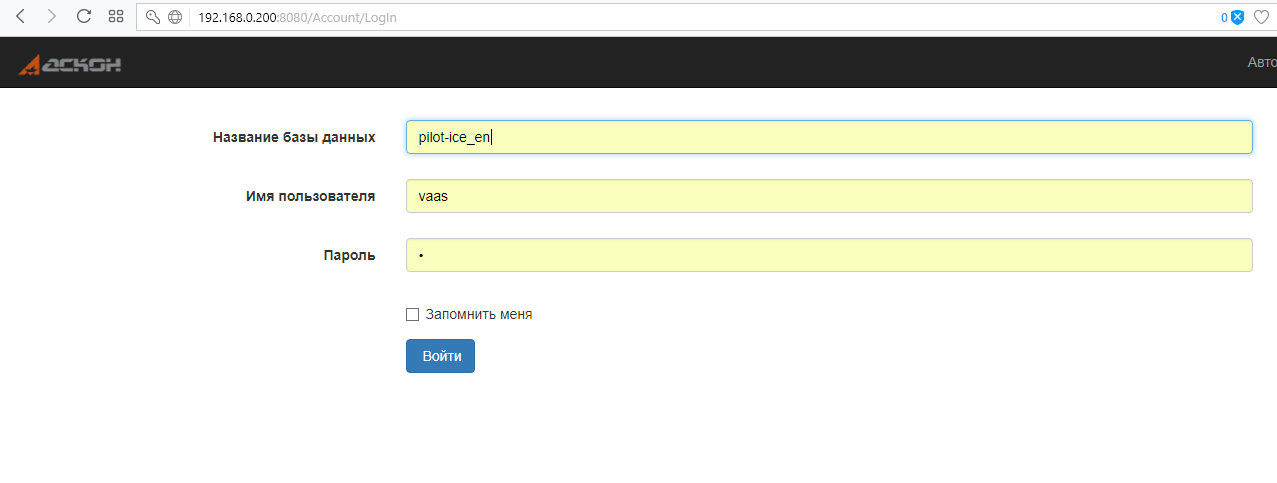 192.168.0.200:8080/Account/LogIn
0
АСКОН
Авто
Название базы данных
pilot-ice_en
Имя пользователя
vaas
Пароль
•
Запомнить меня
Войти